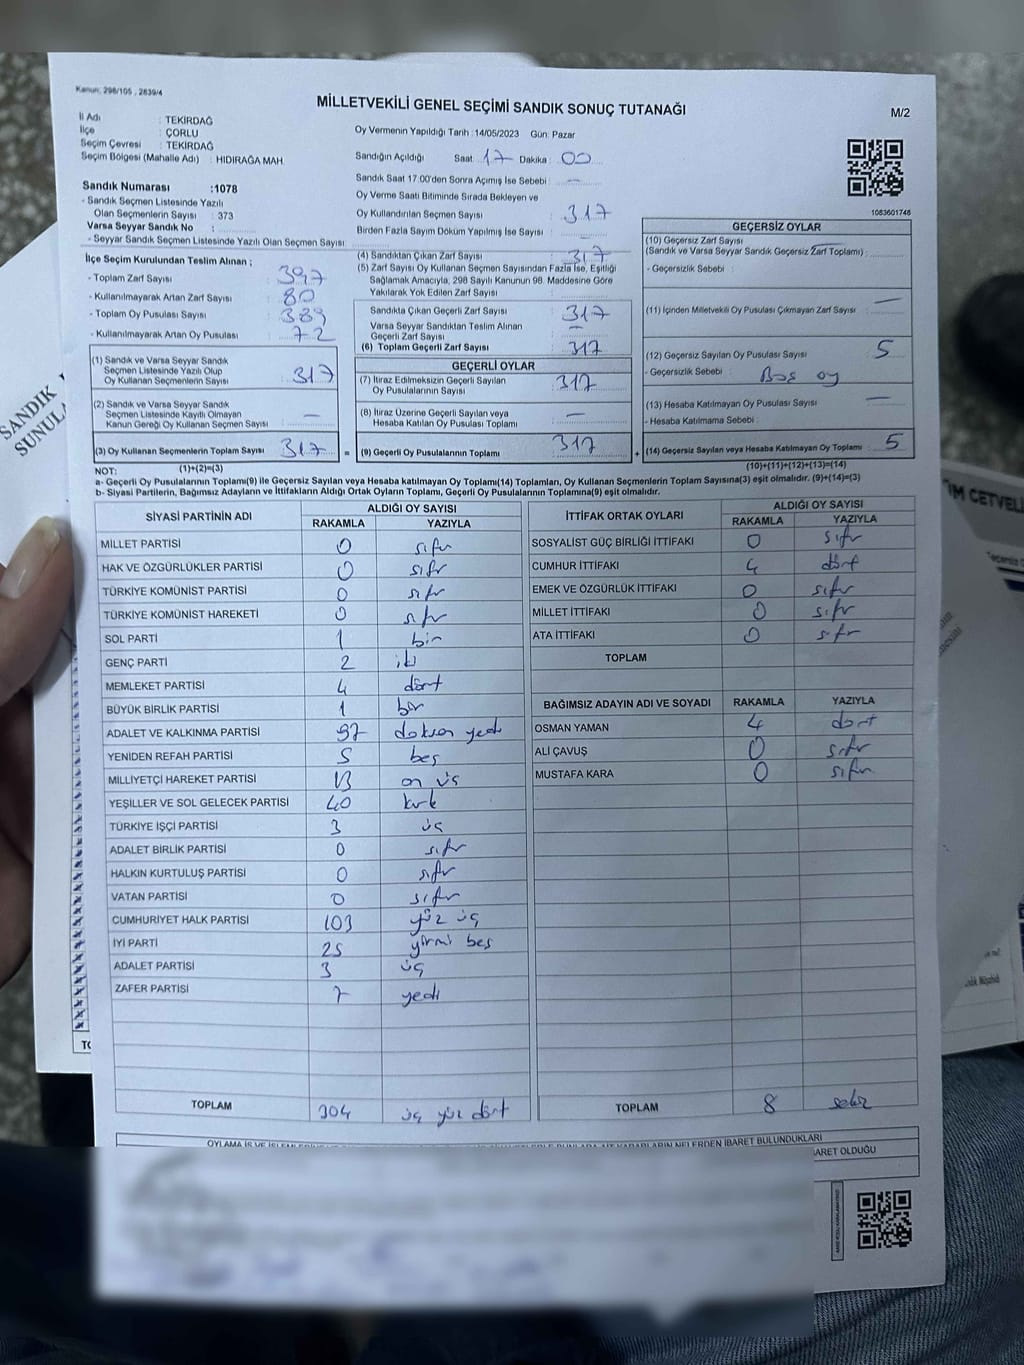 Kanun: 298/105 , 2839/4
MİLLETVEKİLİ GENEL SEÇİMİ SANDIK SONUÇ TUTANAĞI
M/2
İl Adı : TEKİRDAĞ
İlçe : ÇORLU
Seçim Çevresi : TEKİRDAĞ
Seçim Bölgesi (Mahalle Adı) : HIDIRAĞA MAH
Oy Vermenin Yapıldığı Tarih :14/05/2023 Gün: Pazar
Sandığın Açıldığı Saat 17 Dakika : 00
Sandık Saat 17:00'den Sonra Açımış İse Sebebi : —
Oy Verme Saati Bitiminde Sırada Bekleyen ve
Oy Kullandırılan Seçmen Sayısı : 317
Birden Fazla Sayım Döküm Yapılmış İse Sayısı : —
1083601748
Sandık Numarası :1078
- Sandık Seçmen Listesinde Yazılı
Olan Seçmenlerin Sayısı : 373
Varsa Seyyar Sandık No :
- Seyyar Sandık Seçmen Listesinde Yazılı Olan Seçmen Sayısı:
İlçe Seçim Kurulundan Teslim Alınan ;
- Toplam Zarf Sayısı : 397
- Kullanılmayarak Artan Zarf Sayısı : 80
- Toplam Oy Pusulası Sayısı : 389
- Kullanılmayarak Artan Oy Pusulası : 72
(1) Sandık ve Varsa Seyyar Sandık
Seçmen Listesinde Yazılı Olup
Oy Kullanan Seçmenlerin Sayısı : 317
(2) Sandık ve Varsa Seyyar Sandık
Seçmen Listesinde Kayıtlı Olmayan
Kanun Gereği Oy Kullanan Seçmen Sayısı : —
(3) Oy Kullanan Seçmenlerin Toplam Sayısı : 317 =
(4) Sandıktan Çıkan Zarf Sayısı : 317
(5) Zarf Sayısı Oy Kullanan Seçmen Sayısından Fazla İse, Eşitliği
Sağlamak Amacıyla, 298 Sayılı Kanunun 98. Maddesine Göre
Yakılarak Yok Edilen Zarf Sayısı :
Sandıkta Çıkan Geçerli Zarf Sayısı : 317
Varsa Seyyar Sandıktan Teslim Alınan
Geçerli Zarf Sayısı : —
(6) Toplam Geçerli Zarf Sayısı : 317
GEÇERLİ OYLAR
(7) İtiraz Edilmeksizin Geçerli Sayılan
Oy Pusulalarının Sayısı : 317
(8) İtiraz Üzerine Geçerli Sayılan veya
Hesaba Katılan Oy Pusulası Toplamı : —
(9) Geçerli Oy Pusulalarının Toplamı : 317 +
GEÇERSİZ OYLAR
(10) Geçersiz Zarf Sayısı
(Sandık ve Varsa Seyyar Sandık Geçersiz Zarf Toplamı) : —
- Geçersizlik Sebebi :
(11) İçinden Milletvekili Oy Pusulası Çıkmayan Zarf Sayısı : —
(12) Geçersiz Sayılan Oy Pusulası Sayısı : 5
- Geçersizlik Sebebi : Boş oy
(13) Hesaba Katılmayan Oy Pusulası Sayısı : —
- Hesaba Katılmama Sebebi :
(14) Geçersiz Sayılan veya Hesaba Katılmayan Oy Toplamı : 5
NOT: (1)+(2)=(3) (10)+(11)+(12)+(13)=(14)
a- Geçerli Oy Pusulalarının Toplam(9) ile Geçersiz Sayılan veya Hesaba katılmayan Oy Toplam(14) Toplamları, Oy Kullanan Seçmenlerin Toplam Sayısına(3) eşit olmalıdır. (9)+(14)=(3)
b- Siyasi Partilerin, Bağımsız Adayların ve İttifakların Aldığı Ortak Oyların Toplamı, Geçerli Oy Pusulalarının Toplamına(9) eşit olmalıdır.
SİYASİ PARTİNİN ADI ALDIĞI OY SAYISI
RAKAMLA YAZIYLA
MİLLET PARTİSİ 0 sıfır
HAK VE ÖZGÜRLÜKLER PARTİSİ 0 sıfır
TÜRKİYE KOMÜNİST PARTİSİ 0 sıfır
TÜRKİYE KOMÜNİST HAREKETİ 0 sıfır
SOL PARTİ 1 bir
GENÇ PARTİ 2 iki
MEMLEKET PARTİSİ 4 dört
BÜYÜK BİRLİK PARTİSİ 1 bir
ADALET VE KALKINMA PARTİSİ 97 doksan yedi
YENİDEN REFAH PARTİSİ 5 beş
MİLLİYETÇİ HAREKET PARTİSİ 13 on üç
YEŞİLLER VE SOL GELECEK PARTİSİ 40 kırk
TÜRKİYE İŞÇİ PARTİSİ 3 üç
ADALET BİRLİK PARTİSİ 0 sıfır
HALKIN KURTULUŞ PARTİSİ 0 sıfır
VATAN PARTİSİ 0 sıfır
CUMHURİYET HALK PARTİSİ 103 yüz üç
İYİ PARTİ 25 yirmi beş
ADALET PARTİSİ 3 üç
ZAFER PARTİSİ 7 yedi
TOPLAM 304 üç yüz dört
İTTİFAK ORTAK OYLARI ALDIĞI OY SAYISI
RAKAMLA YAZIYLA
SOSYALİST GÜÇ BİRLİĞİ İTTİFAKI 0 sıfır
CUMHUR İTTİFAKI 4 dört
EMEK VE ÖZGÜRLÜK İTTİFAKI 0 sıfır
MİLLET İTTİFAKI 0 sıfır
ATA İTTİFAKI 0 sıfır
TOPLAM
BAĞIMSIZ ADAYIN ADI VE SOYADI RAKAMLA YAZIYLA
OSMAN YAMAN 4 dört
ALİ ÇAVUŞ 0 sıfır
MUSTAFA KARA 0 sıfır
TOPLAM 8 sekiz
NELERDEN İBARET BULUNDUKLARI
OLDUĞU
SANDIK
SUNUL
IM CETVELİ